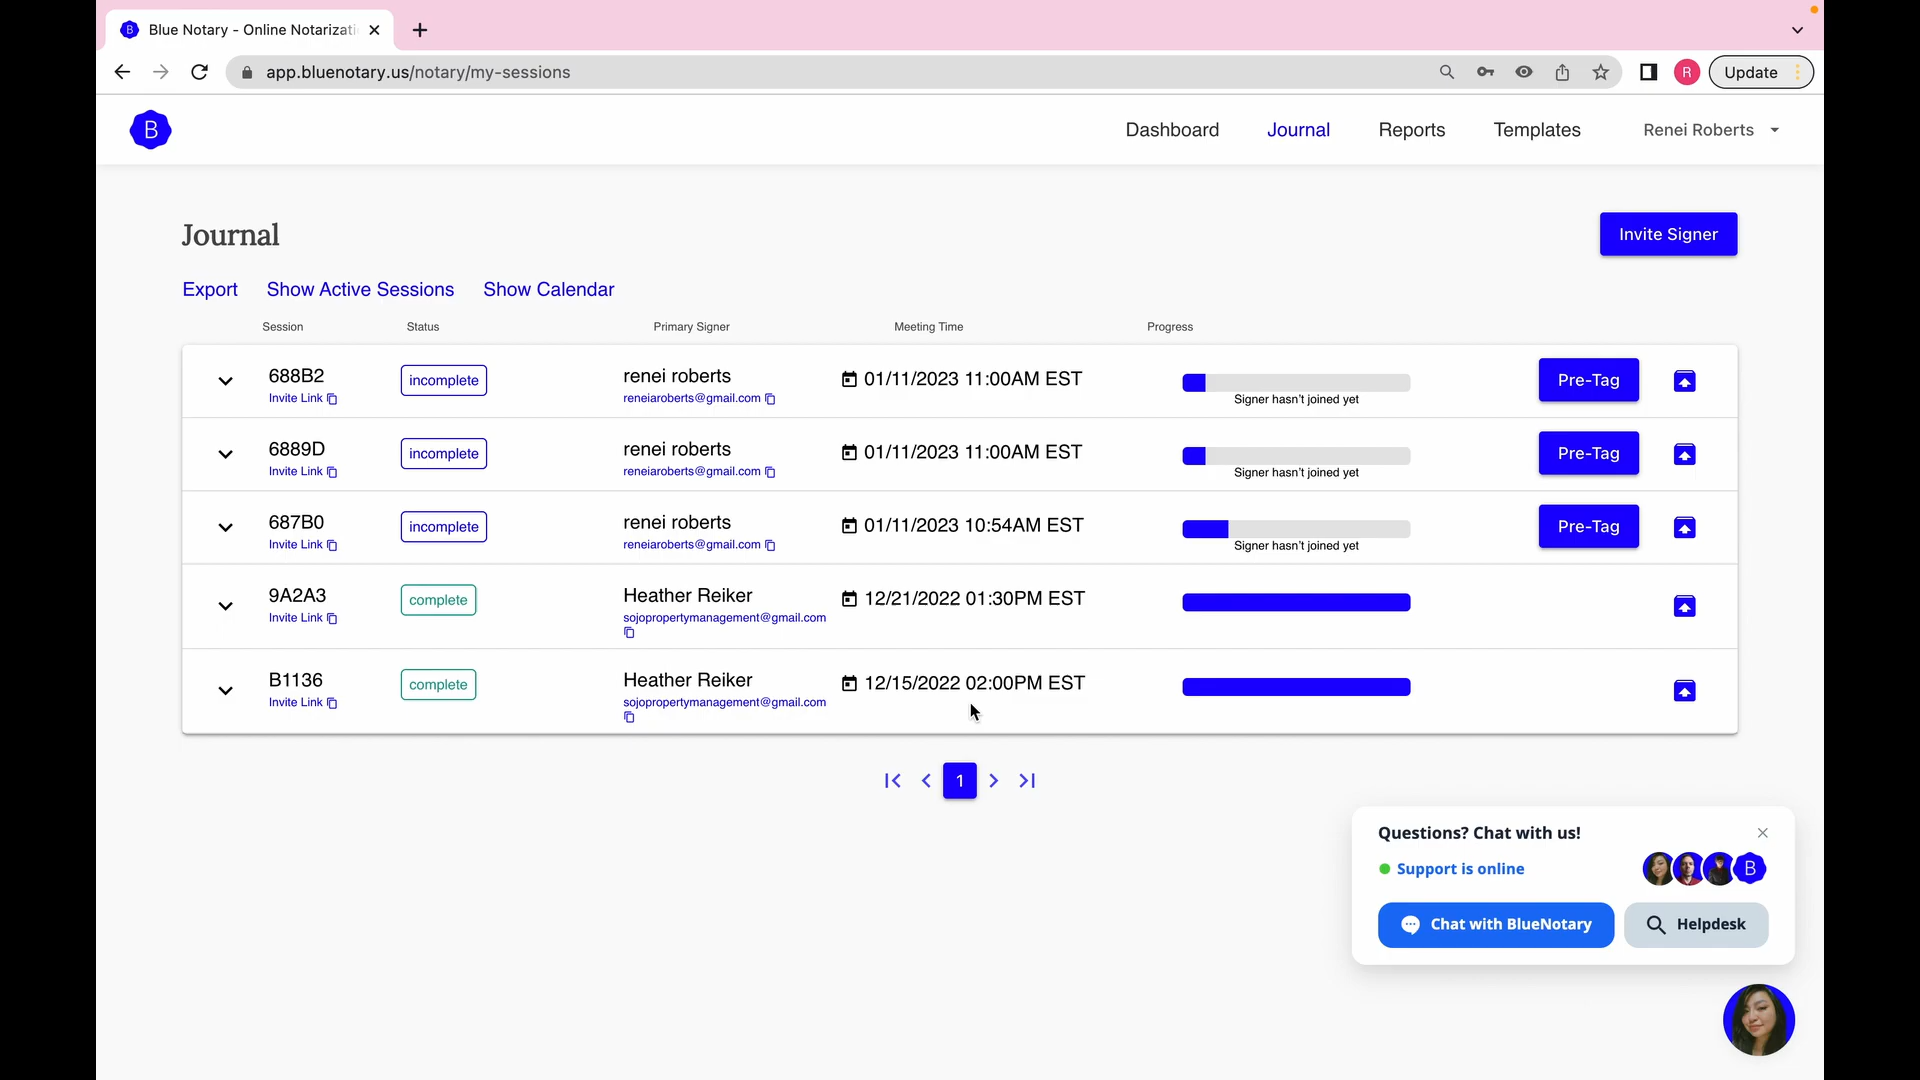 Blue Notary - Online Notarizati
app.bluenotary.us/notary/my-sessions
R
Update
B
Dashboard
Journal
Reports
Templates
Renei Roberts
Journal
Invite Signer
Export
Show Active Sessions
Show Calendar
Session
Status
Primary Signer
Meeting Time
Progress
688B2
Invite Link
incomplete
renei roberts
reneiaroberts@gmail.com
01/11/2023 11:00AM EST
Signer hasn't joined yet
Pre-Tag
6889D
Invite Link
incomplete
renei roberts
reneiaroberts@gmail.com
01/11/2023 11:00AM EST
Signer hasn't joined yet
Pre-Tag
687B0
Invite Link
incomplete
renei roberts
reneiaroberts@gmail.com
01/11/2023 10:54AM EST
Signer hasn't joined yet
Pre-Tag
9A2A3
Invite Link
complete
Heather Reiker
sojopropertymanagement@gmail.com
12/21/2022 01:30PM EST
B1136
Invite Link
complete
Heather Reiker
sojopropertymanagement@gmail.com
12/15/2022 02:00PM EST
1
Questions? Chat with us!
Support is online
B
Chat with BlueNotary
Helpdesk